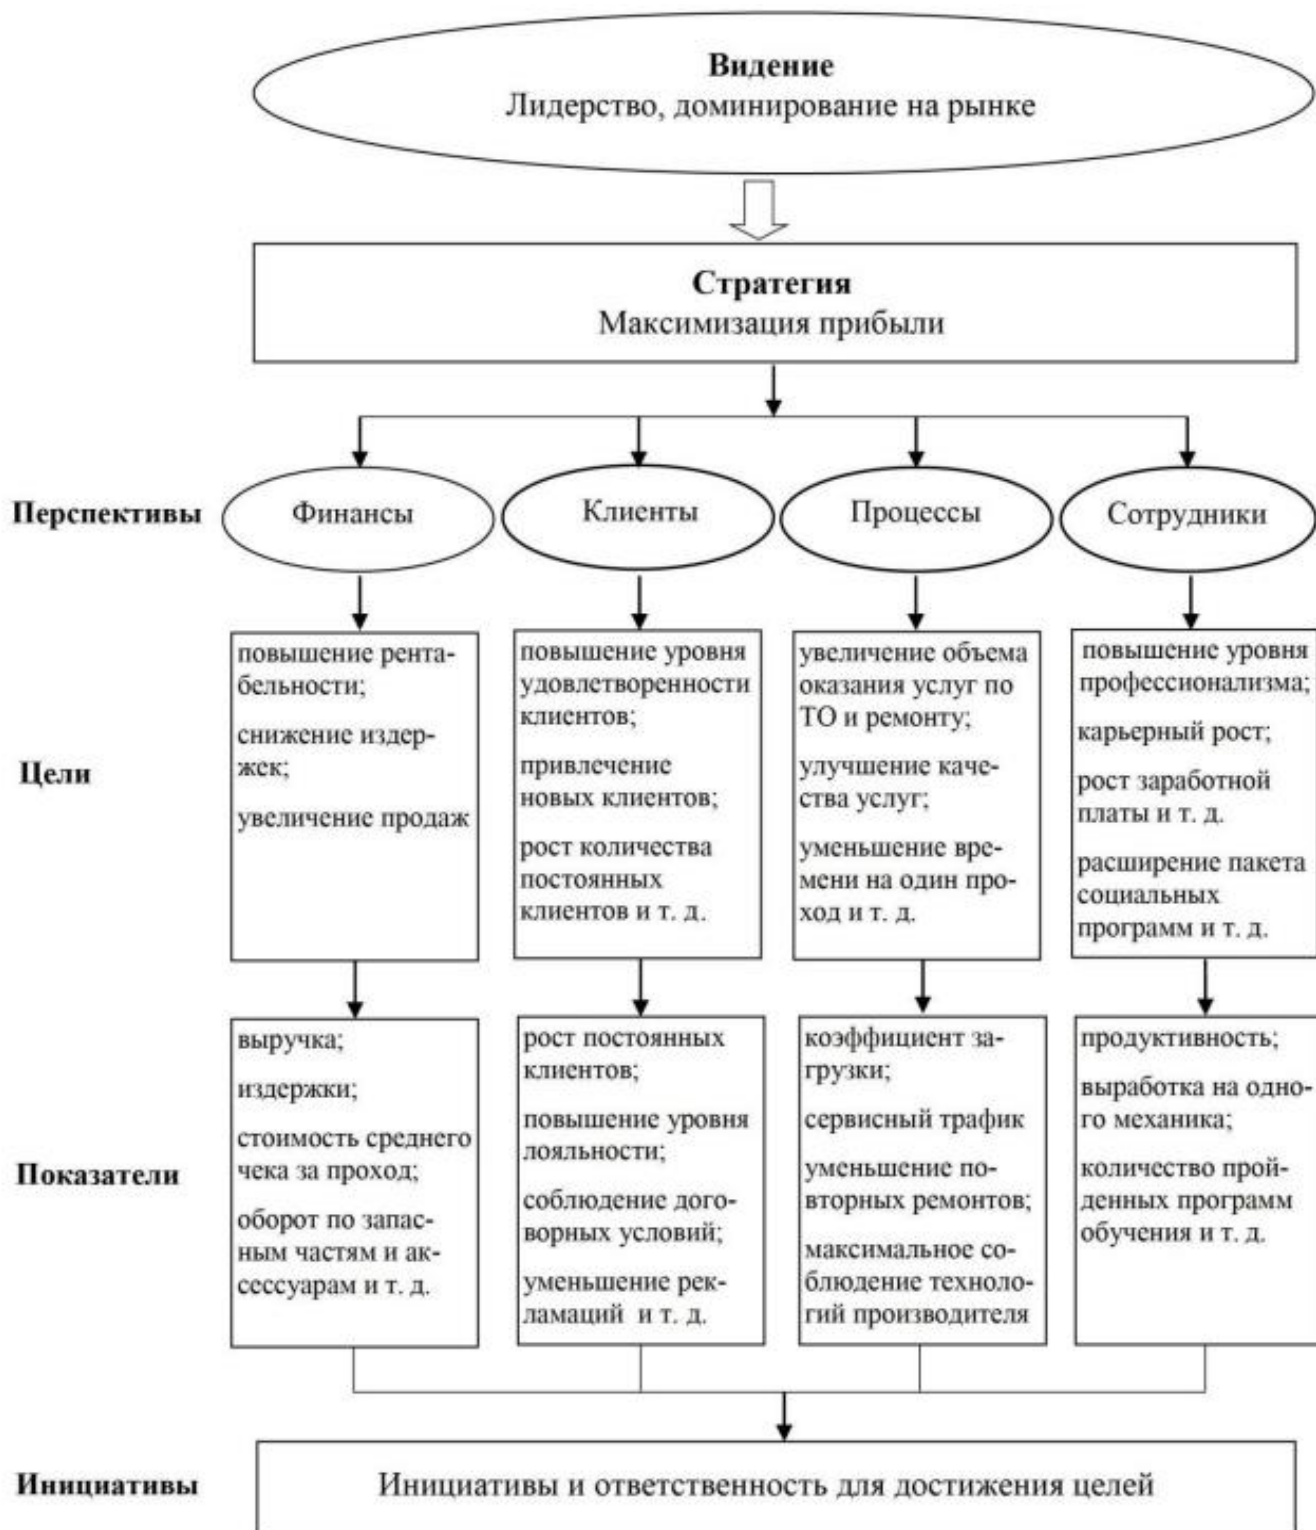 Видение
Лидерство, доминирование на рынке
Стратегия
Максимизация прибыли
Перспективы
Финансы
Клиенты
Процессы
Сотрудники
Цели
повышение рента-
бельности;
снижение издер-
жек;
увеличение продаж
повышение уровня
удовлетворенности
клиентов;
привлечение
новых клиентов;
рост количества
постоянных
клиентов и т. д.
увеличение объема
оказания услуг по
ТО и ремонту;
улучшение каче-
ства услуг;
уменьшение вре-
мени на один про-
ход и т. д.
повышение уровня
профессионализма;
карьерный рост;
рост заработной
платы и т. д.
расширение пакета
социальных
программ и т. д.
Показатели
выручка;
издержки;
стоимость среднего
чека за проход;
оборот по запас-
ным частям и ак-
сессуарам и т. д.
рост постоянных
клиентов;
повышение уровня
лояльности;
соблюдение дого-
ворных условий;
уменьшение рек-
ламаций и т. д.
коэффициент за-
грузки;
сервисный трафик
уменьшение по-
вторных ремонтов;
максимальное со-
блюдение техноло-
гий производителя
продуктивность;
выработка на одно-
го механика;
количество прой-
денных программ
обучения и т. д.
Инициативы
Инициативы и ответственность для достижения целей